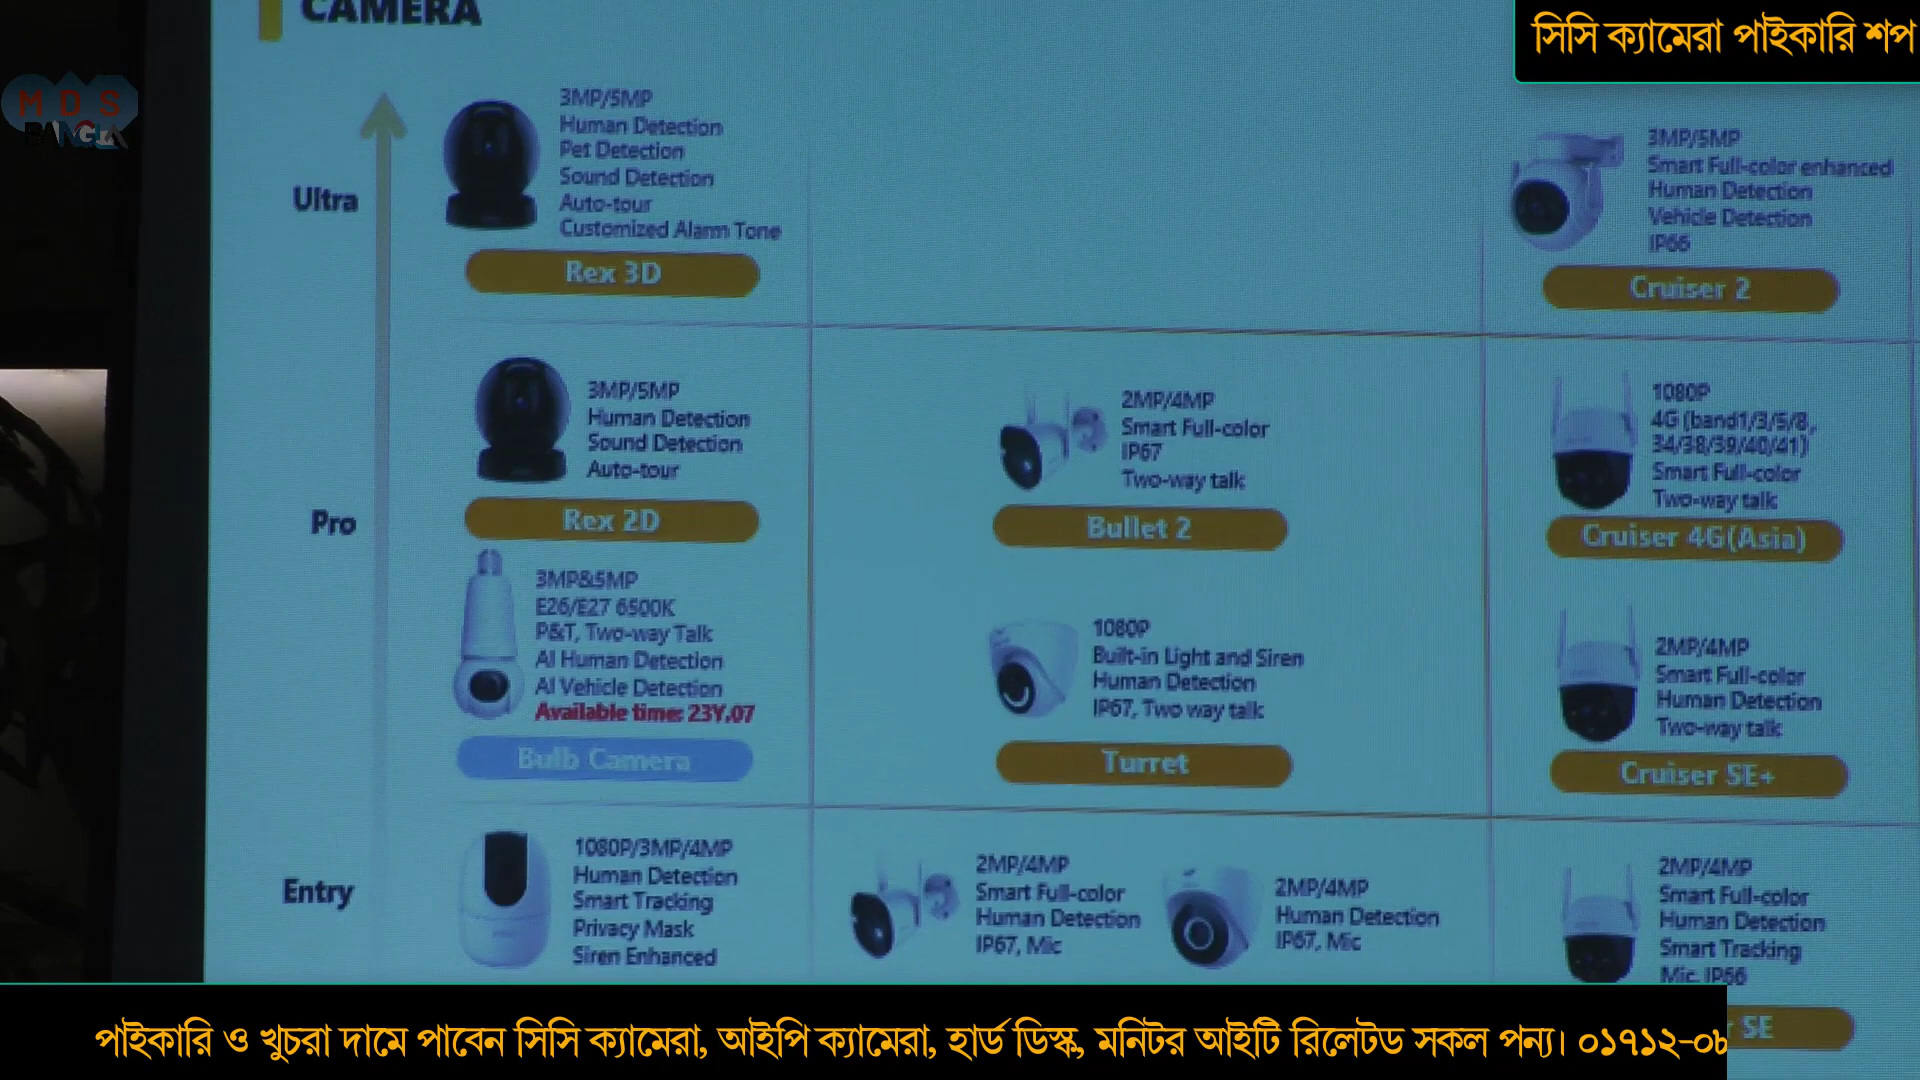 CAMERA
সিসি ক্যামেরা পাইকারি শপ
MDS
BANGLA
Ultra
3MP/5MP
Human Detection
Pet Detection
Sound Detection
Auto-tour
Customized Alarm Tone
Rex 3D
3MP/5MP
Smart Full-color enhanced
Human Detection
Vehicle Detection
IP66
Cruiser 2
Pro
3MP/5MP
Human Detection
Sound Detection
Auto-tour
Rex 2D
2MP/4MP
Smart Full-color
IP67
Two-way talk
Bullet 2
1080P
4G (band1/3/5/8,
34/38/39/40/41)
Smart Full-color
Two-way talk
Cruiser 4G(Asia)
3MP&5MP
E26/E27 6500K
P&T, Two-way Talk
AI Human Detection
AI Vehicle Detection
Available time: 23Y.07
Bulb Camera
1080P
Built-in Light and Siren
Human Detection
IP67, Two way talk
Turret
2MP/4MP
Smart Full-color
Human Detection
Two-way talk
Cruiser SE+
Entry
1080P/3MP/4MP
Human Detection
Smart Tracking
Privacy Mask
Siren Enhanced
2MP/4MP
Smart Full-color
Human Detection
IP67, Mic
2MP/4MP
Human Detection
IP67, Mic
2MP/4MP
Smart Full-color
Human Detection
Smart Tracking
Mic, IP66
SE
পাইকারি ও খুচরা দামে পাবেন সিসি ক্যামেরা, আইপি ক্যামেরা, হার্ড ডিস্ক, মনিটর আইটি রিলেটড সকল পন্য। ০১৭১২-০৮